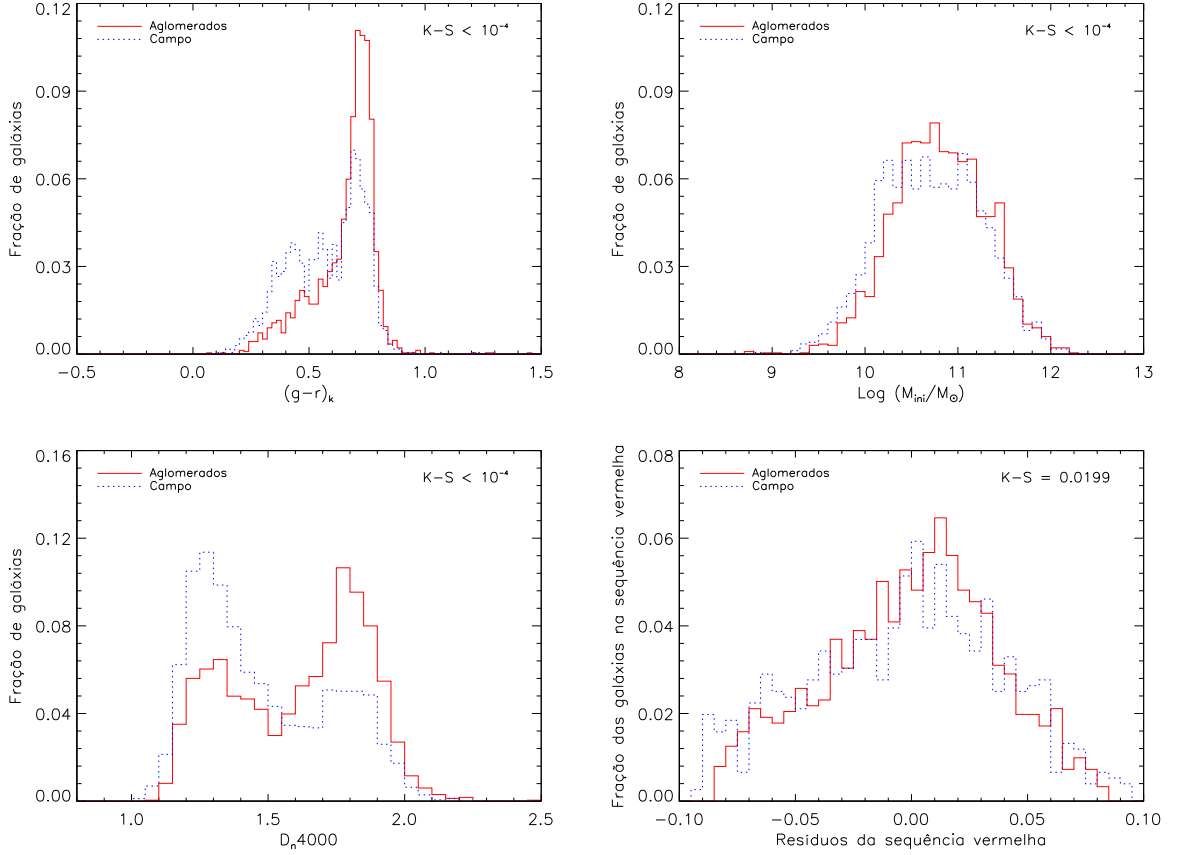 Aglomerados
Campo
K−S < 10⁻⁴
0.12
0.09
0.06
0.03
0.00
Fração de galáxias
−0.5 0.0 0.5 1.0 1.5
(g−r)ₖ
Aglomerados
Campo
K−S < 10⁻⁴
0.12
0.09
0.06
0.03
0.00
Fração de galáxias
8 9 10 11 12 13
Log (Mᵢₙᵢ/M☉)
Aglomerados
Campo
K−S < 10⁻⁴
0.16
0.12
0.08
0.04
0.00
Fração de galáxias
1.0 1.5 2.0 2.5
Dₙ4000
Aglomerados
Campo
K−S = 0.0199
0.08
0.06
0.04
0.02
0.00
Fração das galáxias na sequência vermelha
−0.10 −0.05 0.00 0.05 0.10
Resíduos da sequência vermelha